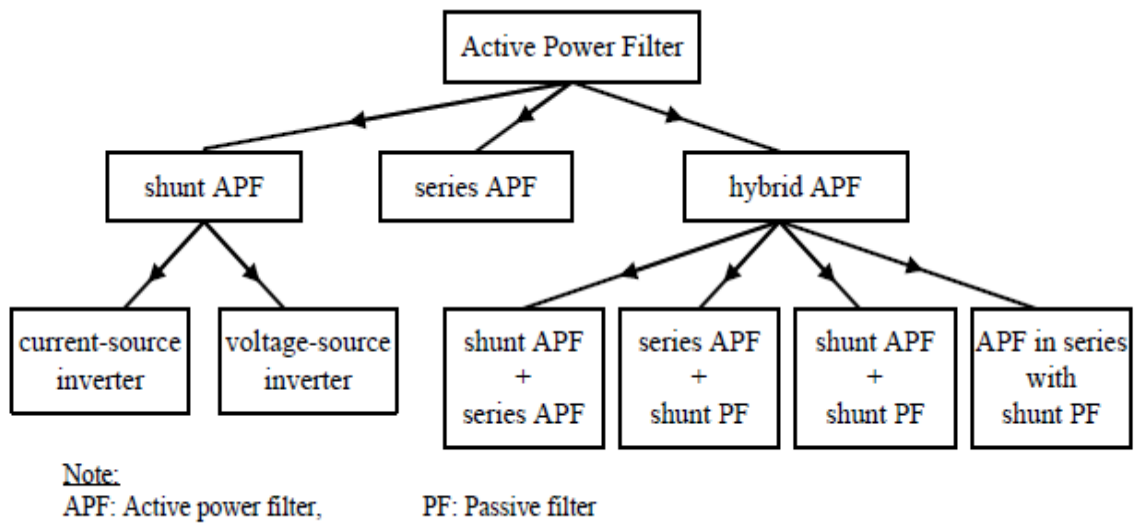 Active Power Filter
shunt APF
series APF
hybrid APF
current-source
inverter
voltage-source
inverter
shunt APF
+
series APF
series APF
+
shunt PF
shunt APF
+
shunt PF
APF in series
with
shunt PF
Note:
APF: Active power filter, PF: Passive filter